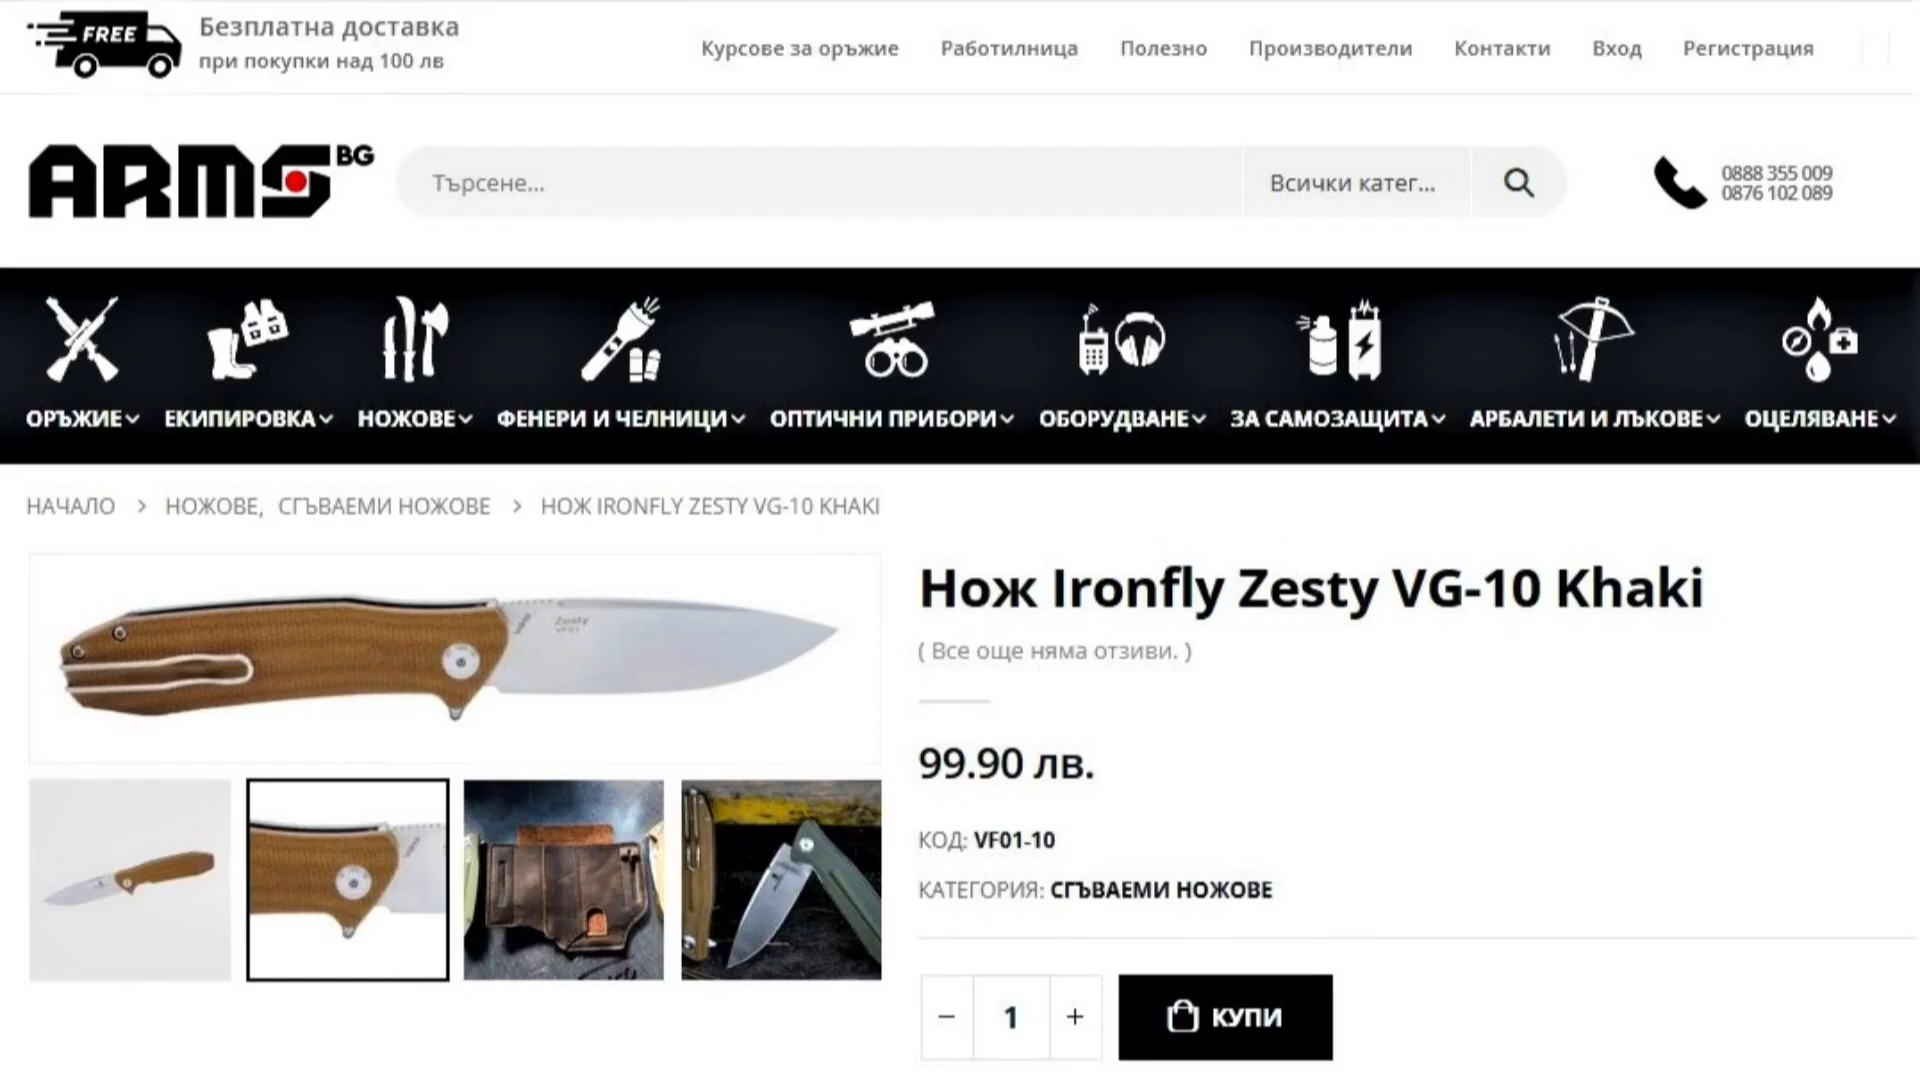 FREE
Безплатна доставка
при покупки над 100 лв
Курсове за оръжие Работилница Полезно Производители Контакти Вход Регистрация
ARMS BG
Търсене...
Всички катег...
0888 355 009
0876 102 089
ОРЪЖИЕ ЕКИПИРОВКА НОЖОВЕ ФЕНЕРИ И ЧЕЛНИЦИ ОПТИЧНИ ПРИБОРИ ОБОРУДВАНЕ ЗА САМОЗАЩИТА АРБАЛЕТИ И ЛЪКОВЕ ОЦЕЛЯВАНЕ
НАЧАЛО > НОЖОВЕ, СГЪВАЕМИ НОЖОВЕ > НОЖ IRONFLY ZESTY VG-10 KHAKI
Zesty
Нож Ironfly Zesty VG-10 Khaki
( Все още няма отзиви. )
99.90 лв.
КОД: VF01-10
КАТЕГОРИЯ: СГЪВАЕМИ НОЖОВЕ
− 1 +
КУПИ